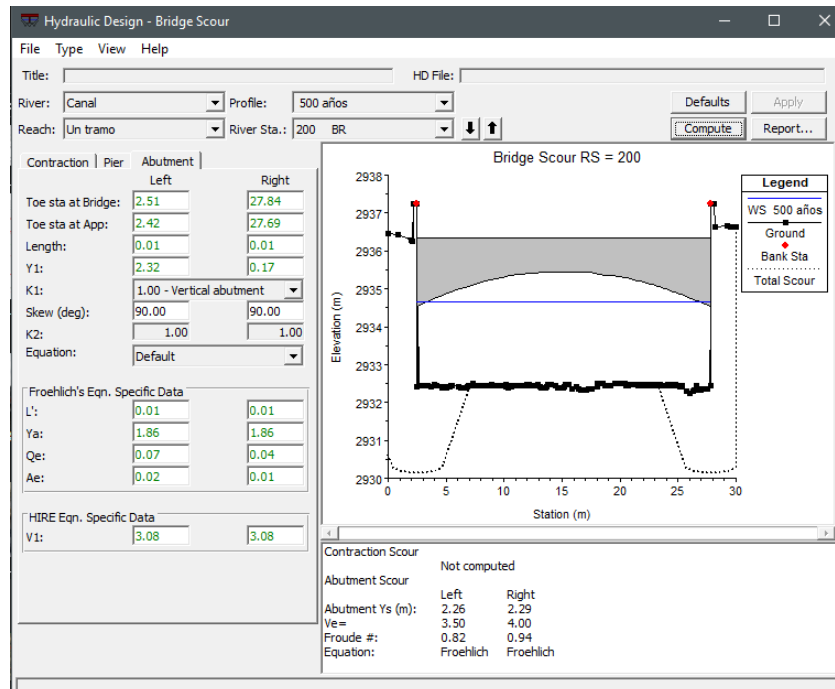 Hydraulic Design - Bridge Scour
File Type View Help
Title: HD File:
River: Canal Profile: 500 años Defaults Apply
Reach: Un tramo River Sta.: 200 BR Compute Report...
Contraction Pier Abutment
Left Right
Toe sta at Bridge: 2.51 27.84
Toe sta at App: 2.42 27.69
Length: 0.01 0.01
Y1: 2.32 0.17
K1: 1.00 - Vertical abutment
Skew (deg): 90.00 90.00
K2: 1.00 1.00
Equation: Default
Froehlich's Eqn. Specific Data
L': 0.01 0.01
Ya: 1.86 1.86
Qe: 0.07 0.04
Ae: 0.02 0.01
HIRE Eqn. Specific Data
V1: 3.08 3.08
Bridge Scour RS = 200
2938
2937
2936
2935
2934
2933
2932
2931
2930
Elevation (m)
0 5 10 15 20 25 30
Station (m)
Legend
WS 500 años
Ground
Bank Sta
Total Scour
Contraction Scour
Not computed
Abutment Scour
Left Right
Abutment Ys (m): 2.26 2.29
Ve= 3.50 4.00
Froude #: 0.82 0.94
Equation: Froehlich Froehlich